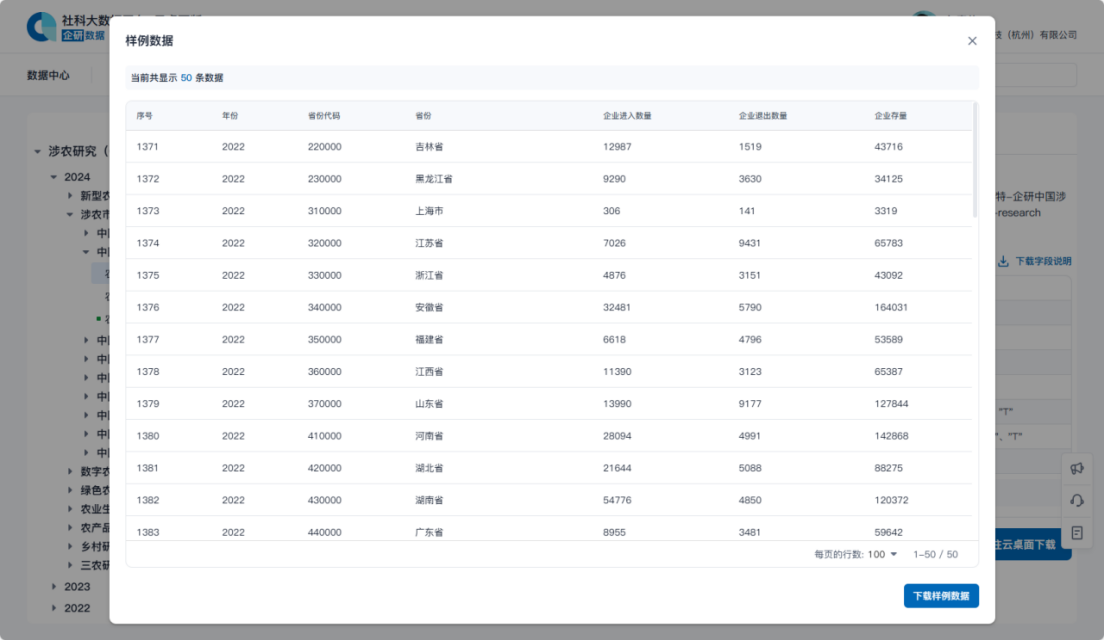 社科大数据
企研数据
技（杭州）有限公司
数据中心
样例数据
当前共显示 50 条数据
序号 年份 省份代码 省份 企业进入数量 企业退出数量 企业存量
1371 2022 220000 吉林省 12987 1519 43716
1372 2022 230000 黑龙江省 9290 3630 34125
1373 2022 310000 上海市 306 141 3319
1374 2022 320000 江苏省 7026 9431 65783
1375 2022 330000 浙江省 4876 3151 43092
1376 2022 340000 安徽省 32481 5790 164031
1377 2022 350000 福建省 6618 4796 53589
1378 2022 360000 江西省 11390 3123 65387
1379 2022 370000 山东省 13990 9177 127844
1380 2022 410000 河南省 28094 4991 142868
1381 2022 420000 湖北省 21644 5088 88275
1382 2022 430000 湖南省 54776 4850 120372
1383 2022 440000 广东省 8955 3481 59642
每页的行数: 100 1–50 / 50
下载样例数据
涉农研究（
2024
新型农
涉农市
中
中
中
中
中
中
中
中
中
数字农
绿色农
农业生
农产品
乡村研
三农研
2023
2022
特–企研中国涉
-research
下载字段说明
"T"
"、"T"
往云桌面下载